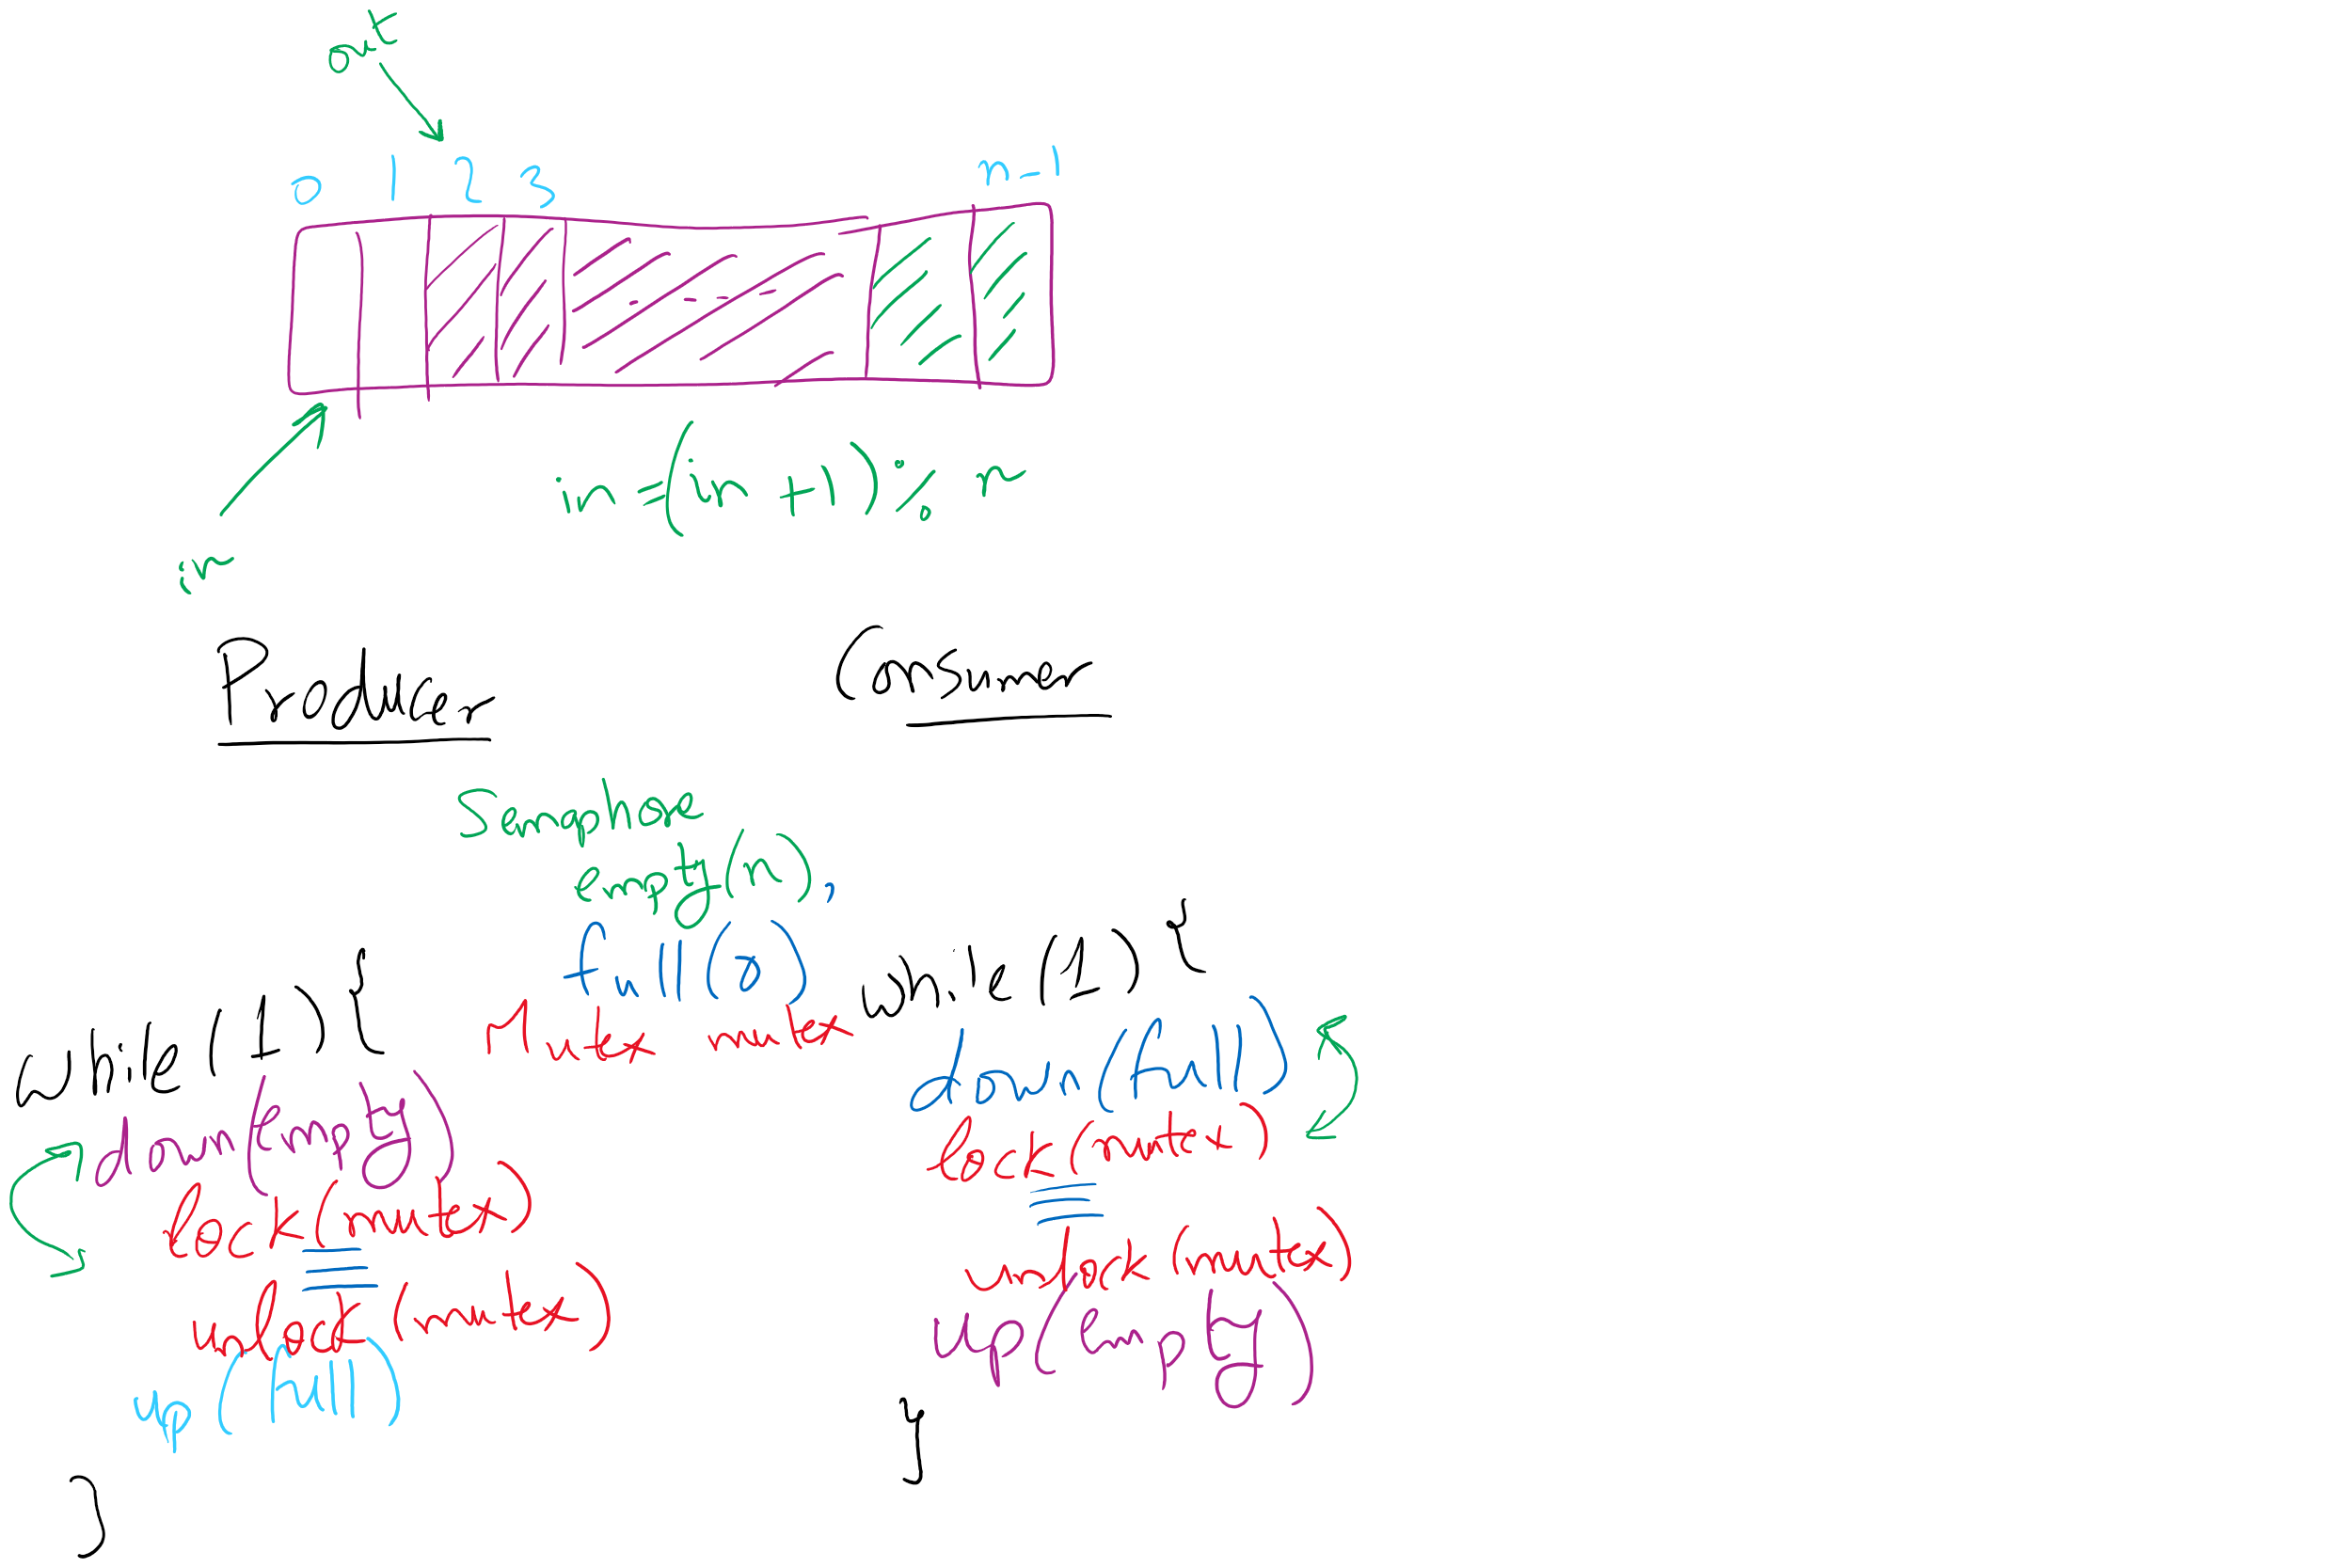 out
0 1 2 3 n-1
in = (in + 1) % n
in
Producer
Consumer
Semaphore
empty(n),
full(0)
Mutex mutex
while(1) {
down(empty)
lock(mutex)
unlock(mutex)
up(full)
}
while(1) {
down(full)
lock(mutex)
unlock(mutex)
up(empty)
}